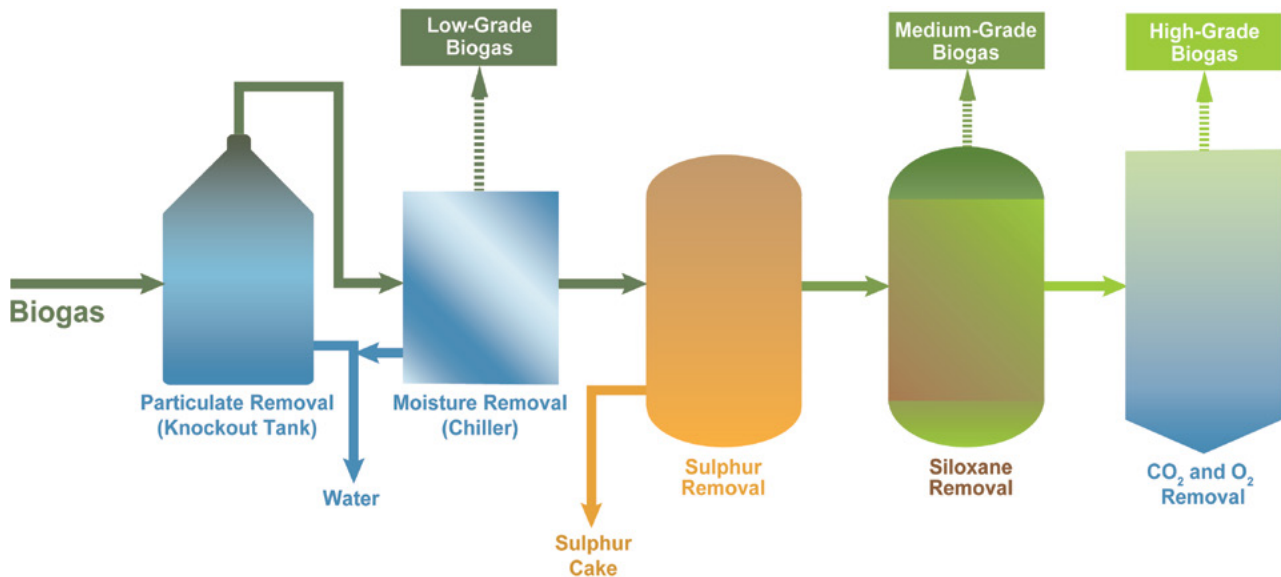 Low-Grade
Biogas
Medium-Grade
Biogas
High-Grade
Biogas
Biogas
Particulate Removal
(Knockout Tank)
Moisture Removal
(Chiller)
Water
Sulphur
Removal
Sulphur
Cake
Siloxane
Removal
CO₂ and O₂
Removal